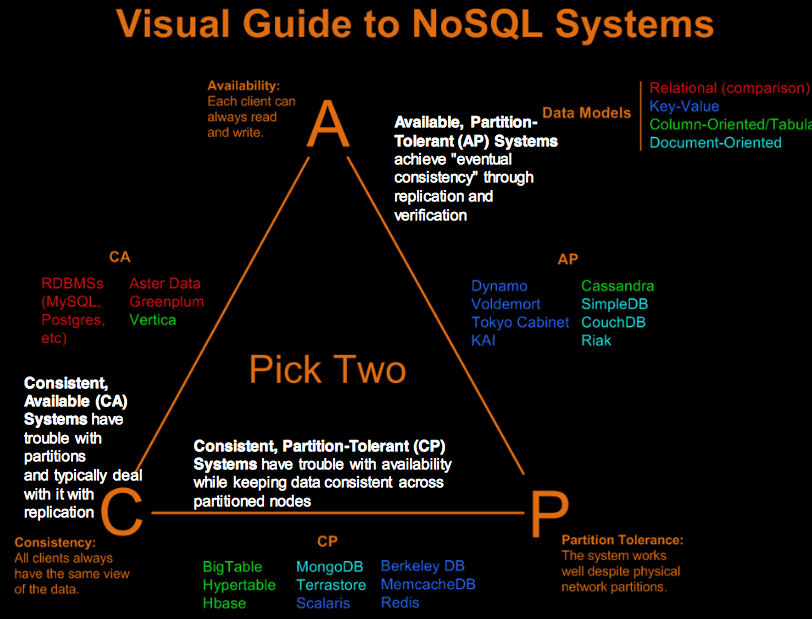 Visual Guide to NoSQL Systems
Availability:
Each client can
always read
and write.
A
Available, Partition-
Tolerant (AP) Systems
achieve "eventual
consistency" through
replication and
verification
Data Models
Relational (comparison)
Key-Value
Column-Oriented/Tabula
Document-Oriented
CA
RDBMSs
(MySQL,
Postgres,
etc)
Aster Data
Greenplum
Vertica
AP
Dynamo
Voldemort
Tokyo Cabinet
KAI
Cassandra
SimpleDB
CouchDB
Riak
Pick Two
Consistent,
Available (CA)
Systems have
trouble with
partitions
and typically deal
with it with
replication
Consistent, Partition-Tolerant (CP)
Systems have trouble with availability
while keeping data consistent across
partitioned nodes
C
P
Consistency:
All clients always
have the same view
of the data.
CP
BigTable
Hypertable
Hbase
MongoDB
Terrastore
Scalaris
Berkeley DB
MemcacheDB
Redis
Partition Tolerance:
The system works
well despite physical
network partitions.